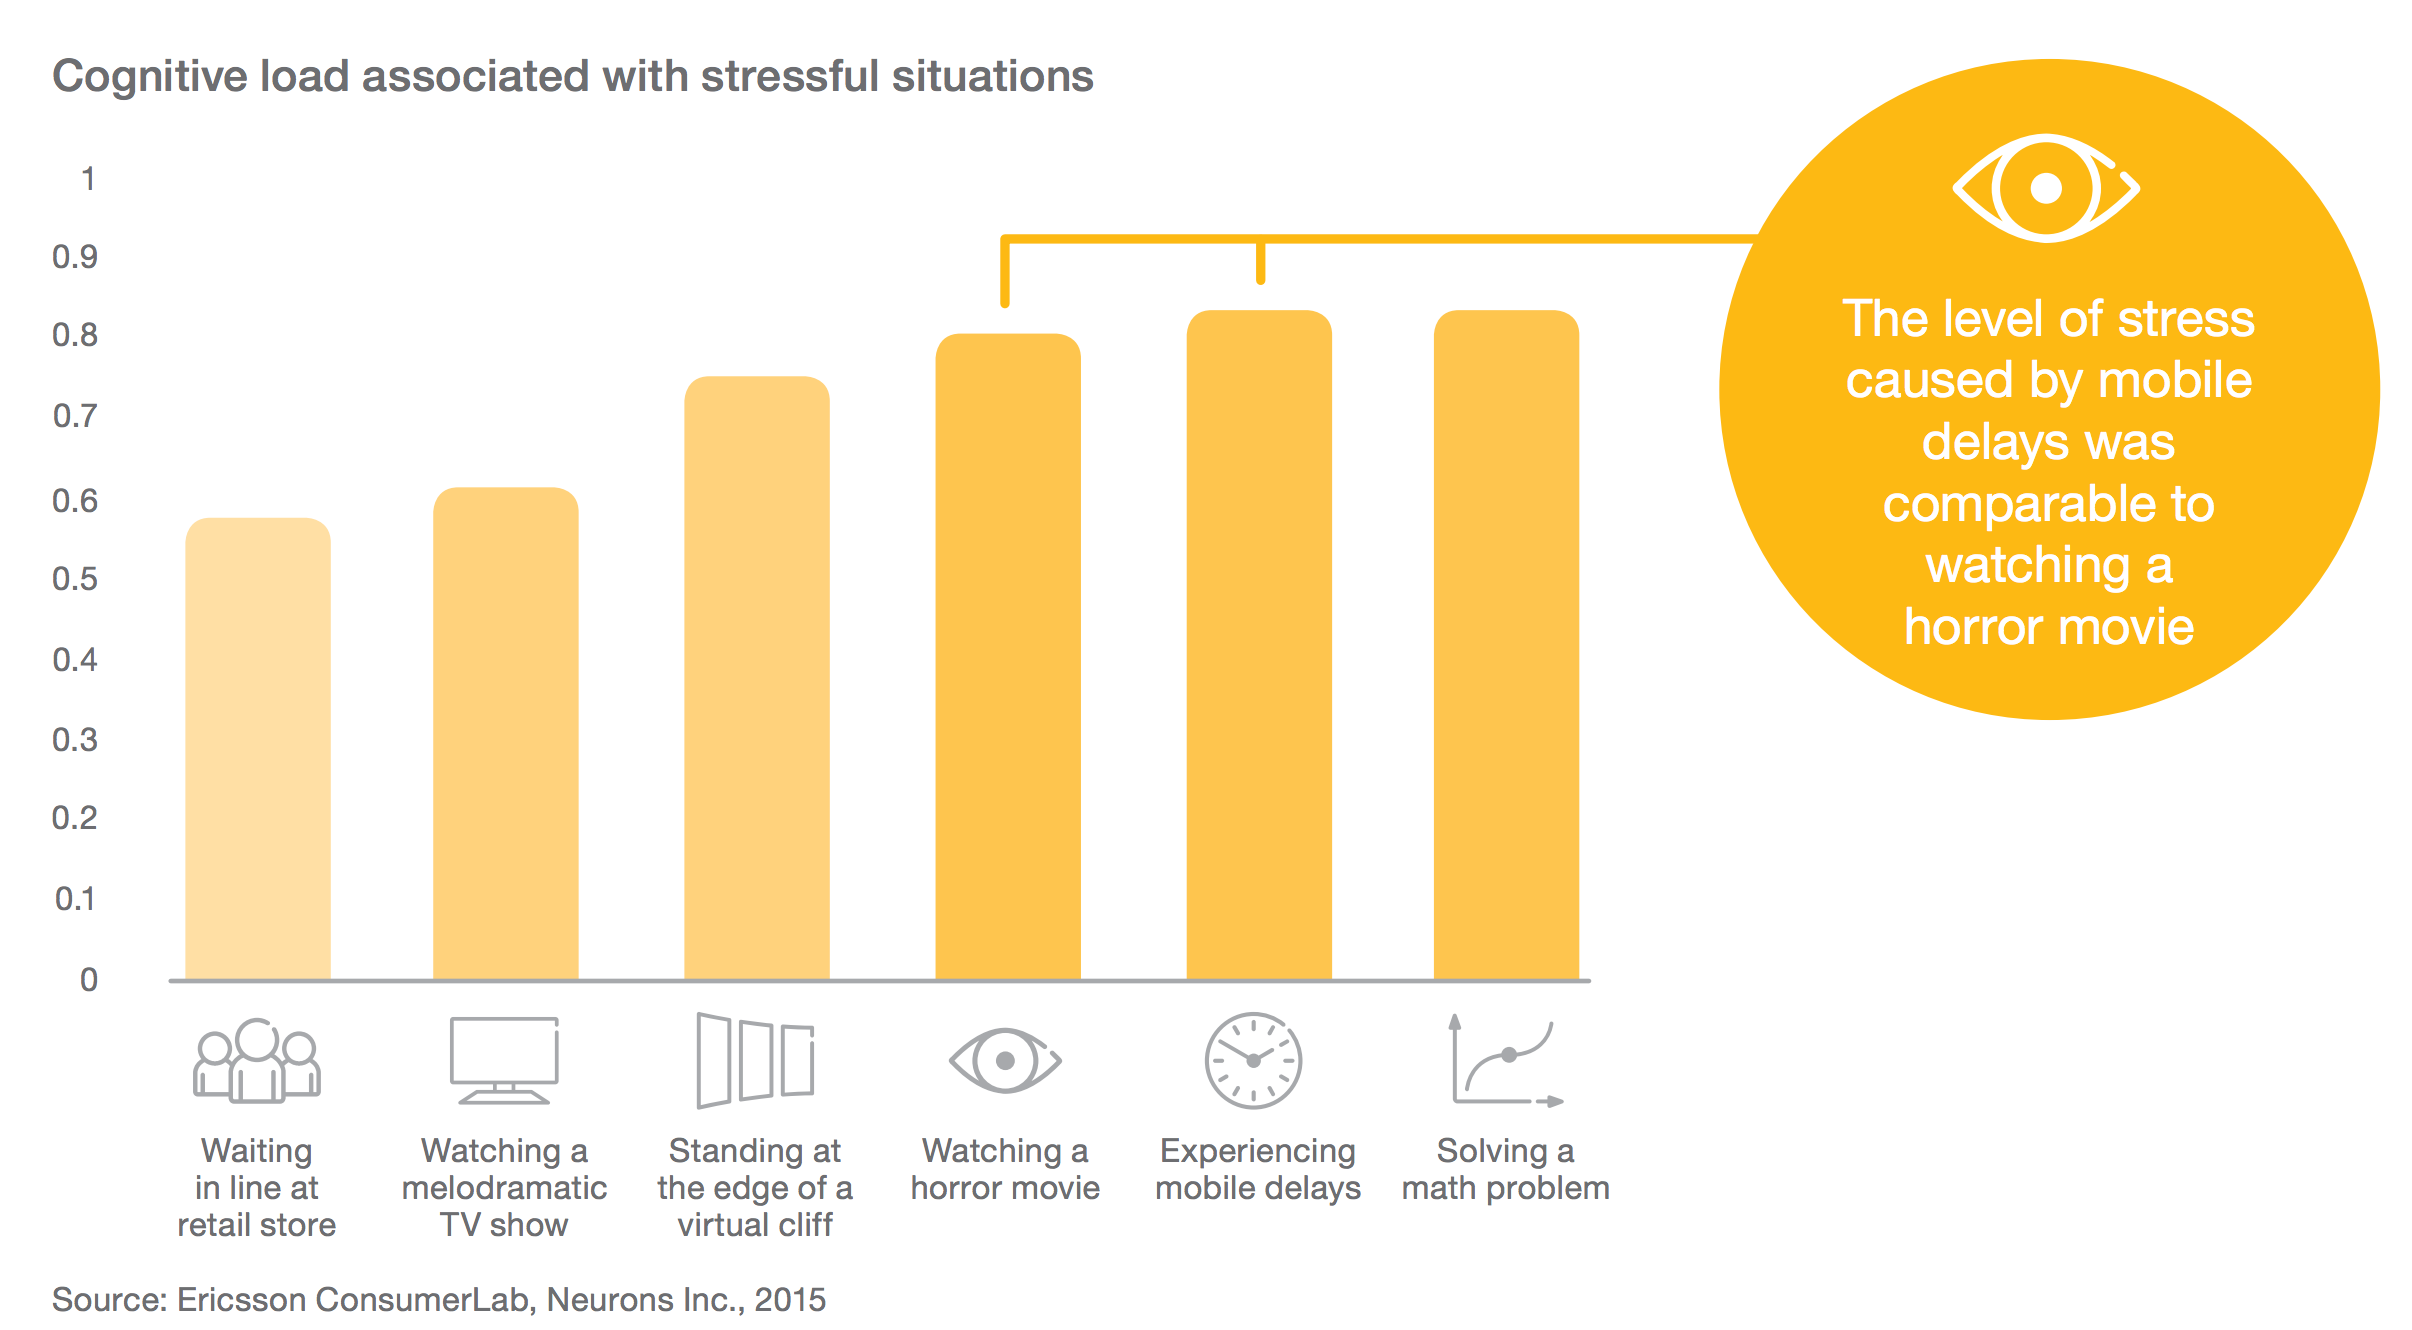 Cognitive load associated with stressful situations
1
0.9
0.8
0.7
0.6
0.5
0.4
0.3
0.2
0.1
0
The level of stress
caused by mobile
delays was
comparable to
watching a
horror movie
Waiting
in line at
retail store
Watching a
melodramatic
TV show
Standing at
the edge of a
virtual cliff
Watching a
horror movie
Experiencing
mobile delays
Solving a
math problem
Source: Ericsson ConsumerLab, Neurons Inc., 2015